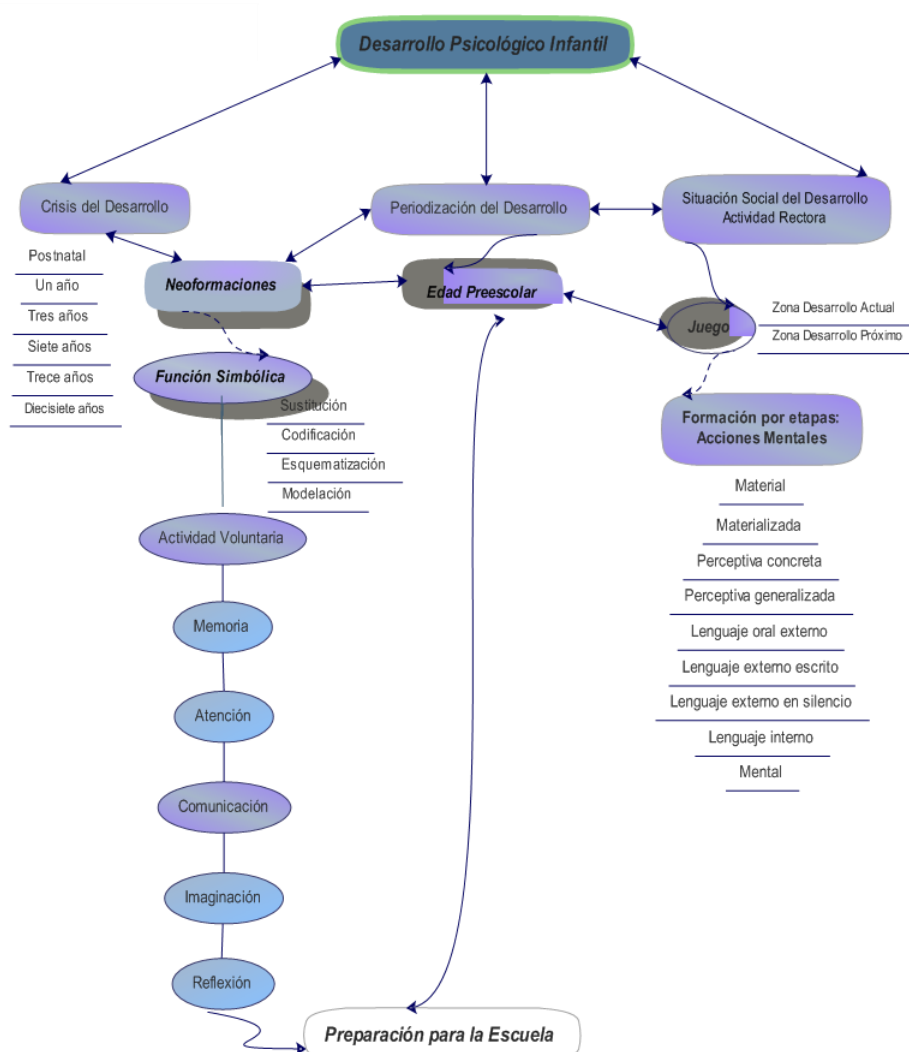 Desarrollo Psicológico Infantil
Crisis del Desarrollo
Periodización del Desarrollo
Situación Social del Desarrollo
Actividad Rectora
Postnatal
Un año
Tres años
Siete años
Trece años
Diecisiete años
Neoformaciones
Edad Preescolar
Juego
Zona Desarrollo Actual
Zona Desarrollo Próximo
Función Simbólica
Sustitución
Codificación
Esquematización
Modelación
Formación por etapas:
Acciones Mentales
Material
Materializada
Perceptiva concreta
Perceptiva generalizada
Lenguaje oral externo
Lenguaje externo escrito
Lenguaje externo en silencio
Lenguaje interno
Mental
Actividad Voluntaria
Memoria
Atención
Comunicación
Imaginación
Reflexión
Preparación para la Escuela